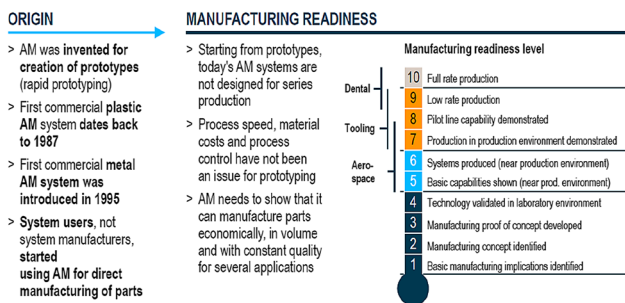 ORIGIN
> AM was invented for
creation of prototypes
(rapid prototyping)
> First commercial plastic
AM system dates back
to 1987
> First commercial metal
AM system was
introduced in 1995
> System users, not
system manufacturers,
started
using AM for direct
manufacturing of parts
MANUFACTURING READINESS
> Starting from prototypes,
today's AM systems are
not designed for series
production
> Process speed, material
costs and process
control have not been
an issue for prototyping
> AM needs to show that it
can manufacture parts
economically, in volume
and with constant quality
for several applications
Manufacturing readiness level
Dental
Tooling
Aero-
space
10 Full rate production
9 Low rate production
8 Pilot line capability demonstrated
7 Production in production environment demonstrated
6 Systems produced (near production environment)
5 Basic capabilities shown (near prod. environment)
4 Technology validated in laboratory environment
3 Manufacturing proof of concept developed
2 Manufacturing concept identified
1 Basic manufacturing implications identified